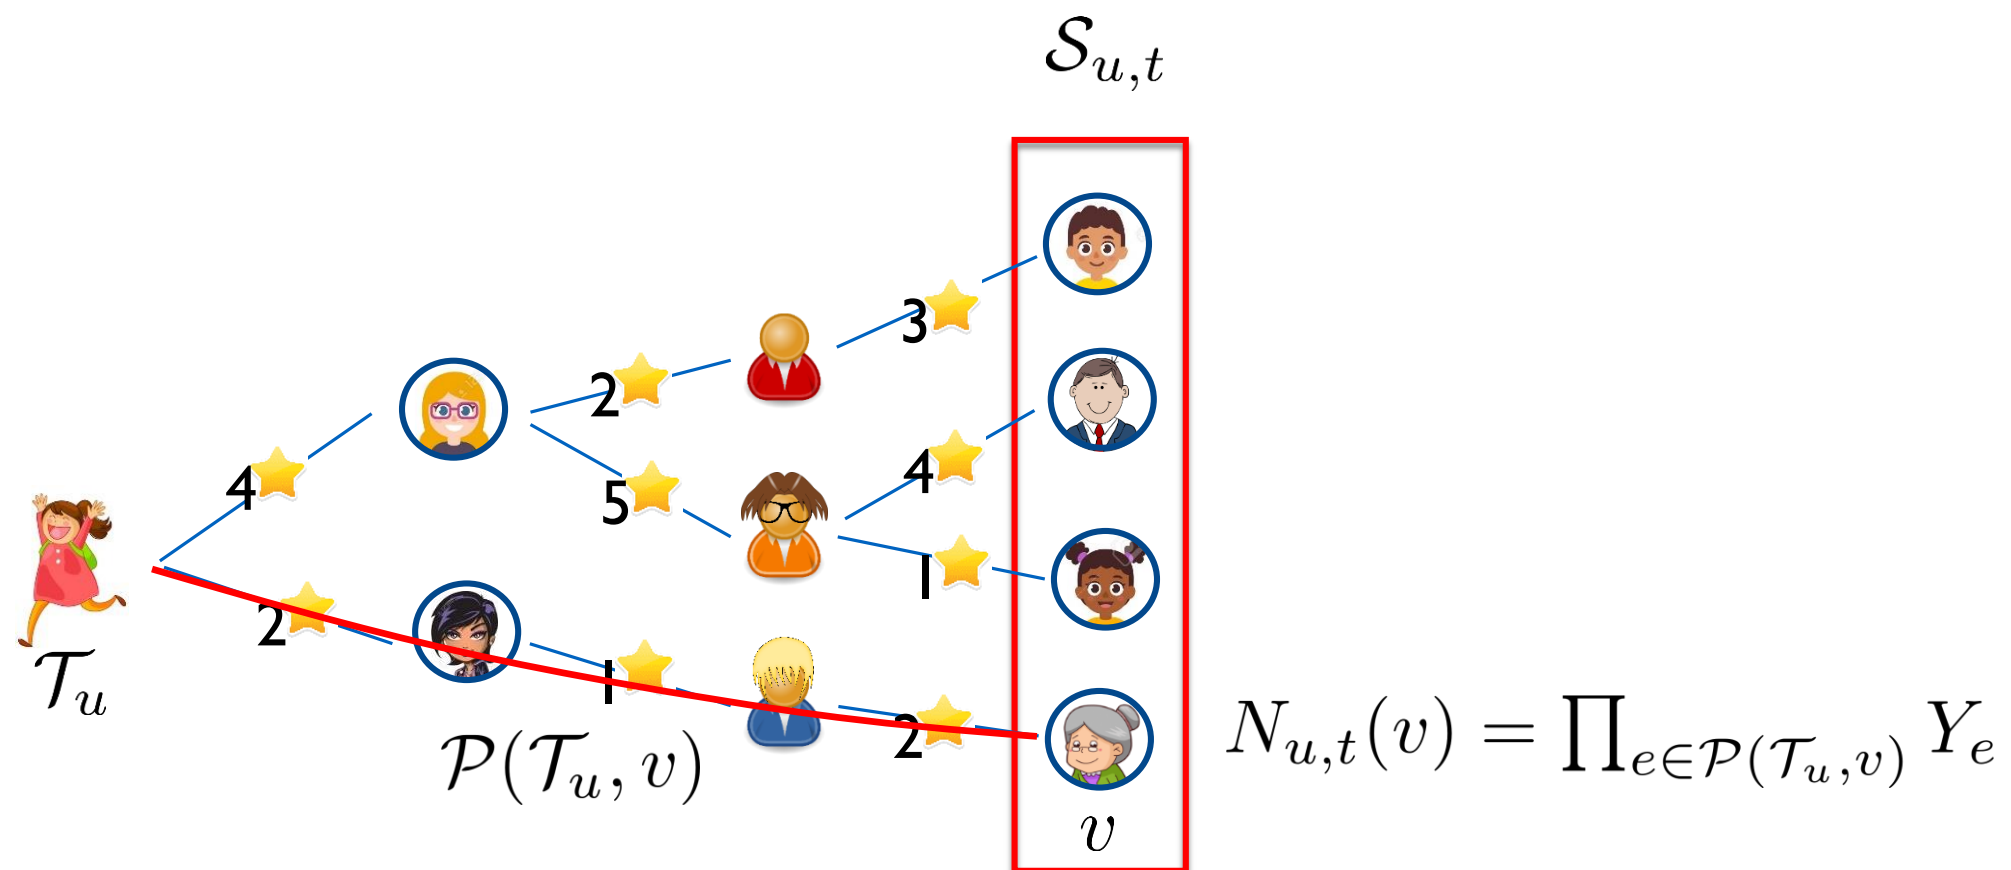 𝒮_{u,t}
3
2
4
4
5
1
2
𝒯_u
1
2
𝒫(𝒯_u, v)
N_{u,t}(v) = ∏_{e∈𝒫(𝒯_u,v)} Y_e
v